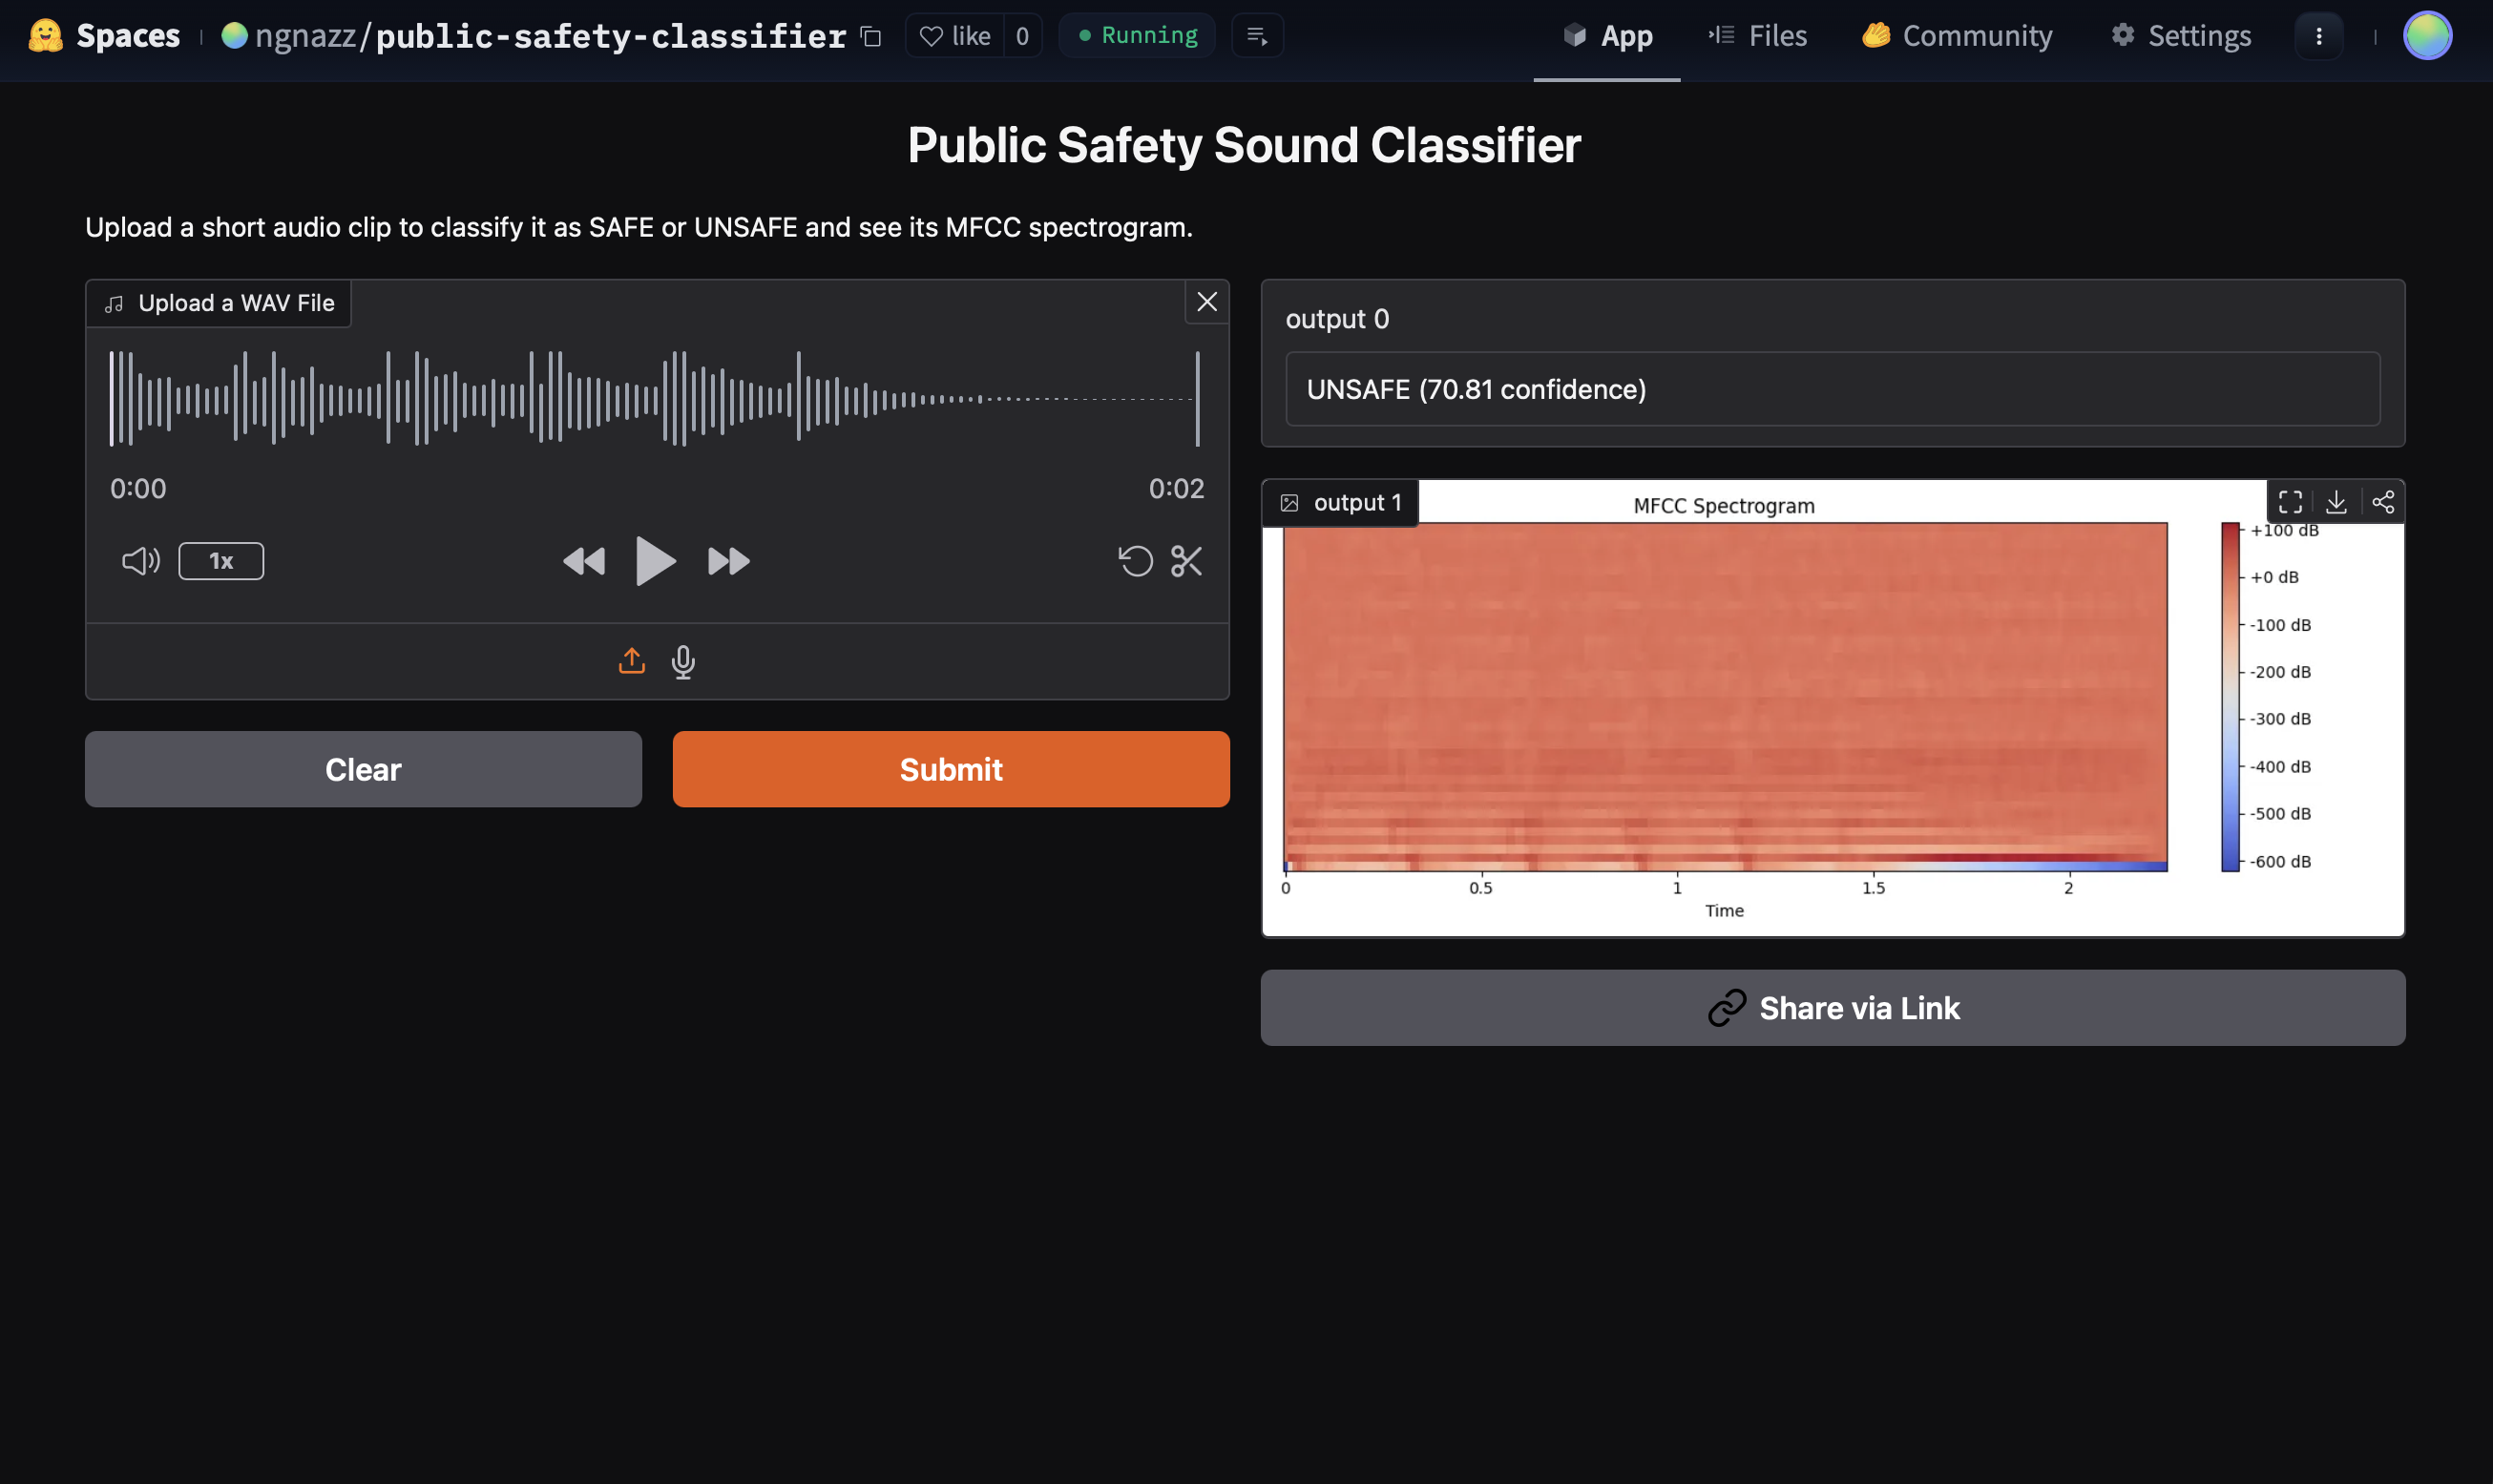 Spaces
ngnazz/public-safety-classifier
like 0
Running
App
Files
Community
Settings
Public Safety Sound Classifier
Upload a short audio clip to classify it as SAFE or UNSAFE and see its MFCC spectrogram.
Upload a WAV File
0:00
0:02
1x
Clear
Submit
output 0
UNSAFE (70.81 confidence)
output 1
MFCC Spectrogram
+100 dB
+0 dB
-100 dB
-200 dB
-300 dB
-400 dB
-500 dB
-600 dB
0 0.5 1 1.5 2
Time
Share via Link